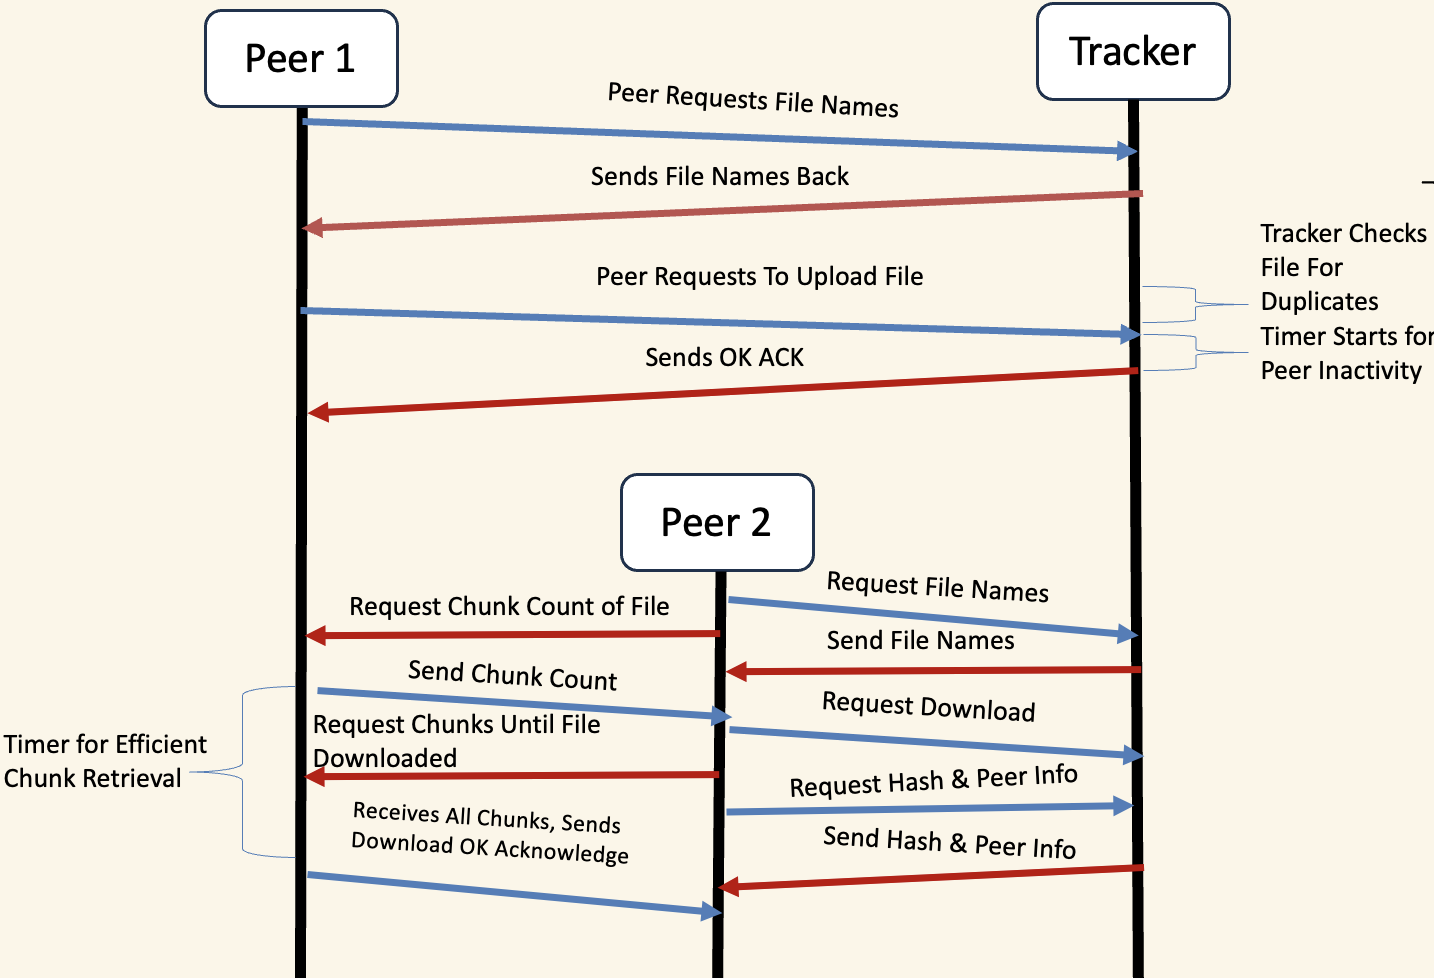 Peer 1
Tracker
Peer Requests File Names
Sends File Names Back
Tracker Checks
File For
Duplicates
Peer Requests To Upload File
Timer Starts for
Peer Inactivity
Sends OK ACK
Peer 2
Request File Names
Request Chunk Count of File
Send File Names
Send Chunk Count
Request Download
Request Chunks Until File
Downloaded
Timer for Efficient
Chunk Retrieval
Request Hash & Peer Info
Receives All Chunks, Sends
Download OK Acknowledge
Send Hash & Peer Info